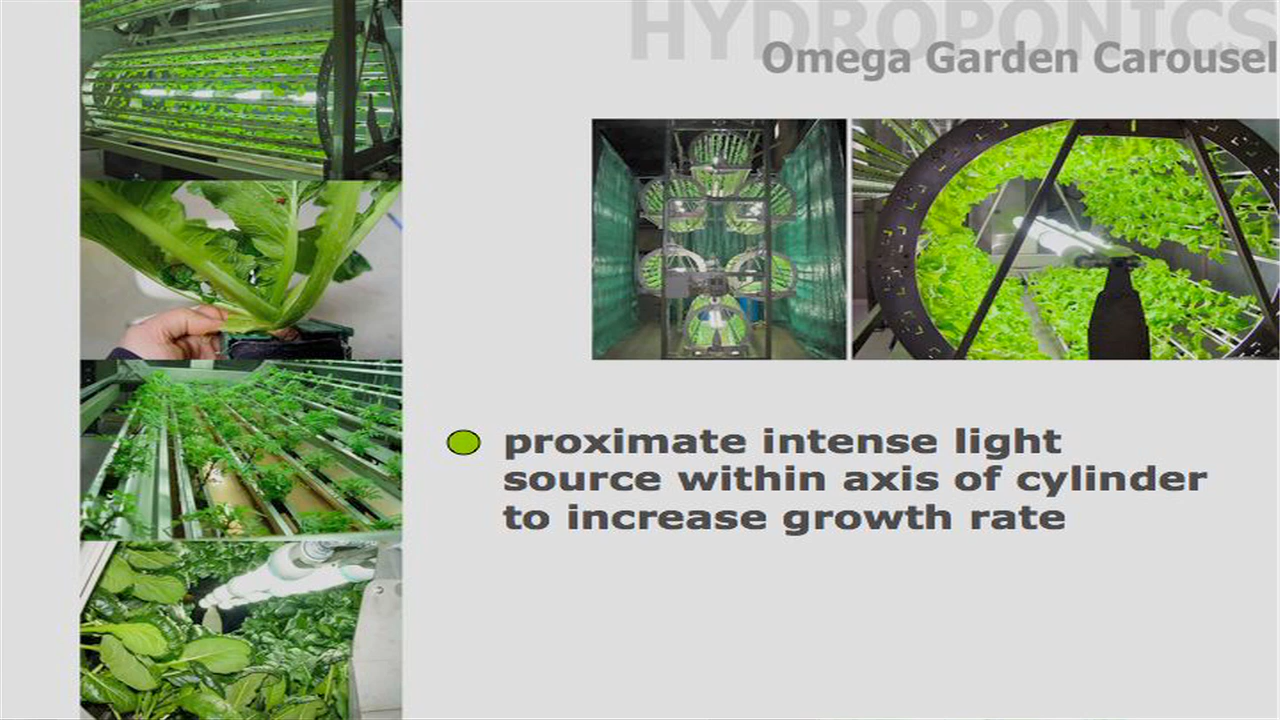 HYDROPONICS
Omega Garden Carousel
proximate intense light
source within axis of cylinder
to increase growth rate